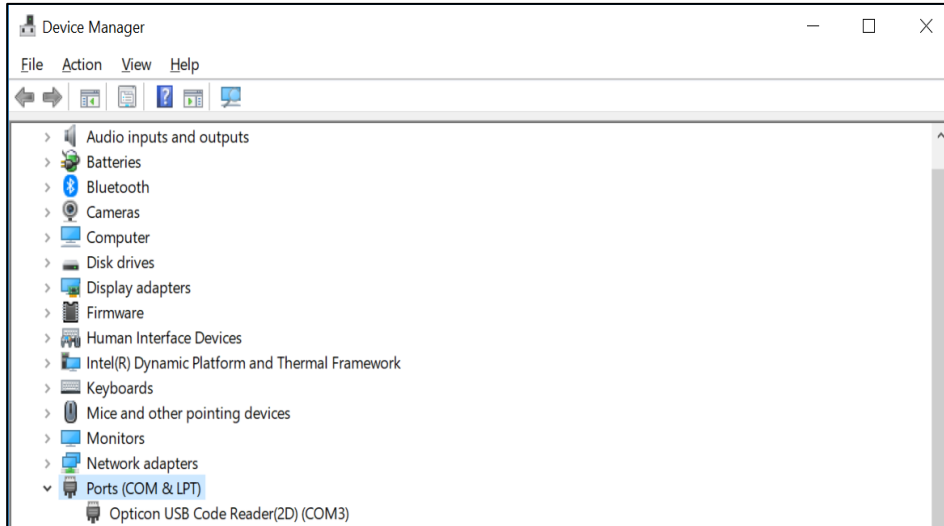 Device Manager
File Action View Help
Audio inputs and outputs
Batteries
Bluetooth
Cameras
Computer
Disk drives
Display adapters
Firmware
Human Interface Devices
Intel(R) Dynamic Platform and Thermal Framework
Keyboards
Mice and other pointing devices
Monitors
Network adapters
Ports (COM & LPT)
Opticon USB Code Reader(2D) (COM3)